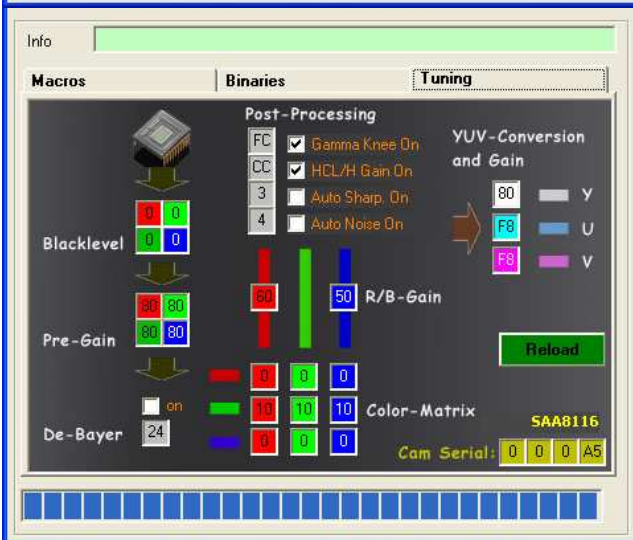 Info
Macros
Binaries
Tuning
Post-Processing
FC Gamma Knee On
CC HCL/H Gain On
3 Auto Sharp. On
4 Auto Noise On
YUV-Conversion
and Gain
80 Y
F8 U
F8 V
0 0
Blacklevel 0 0
80 80
Pre-Gain 80 80
60 50 R/B-Gain
Reload
on
De-Bayer 24
0 0 0
10 10 10 Color-Matrix
0 0 0
SAA8116
Cam Serial: 0 0 0 A5